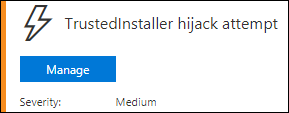 TrustedInstaller hijack attempt
Manage
Severity: Medium